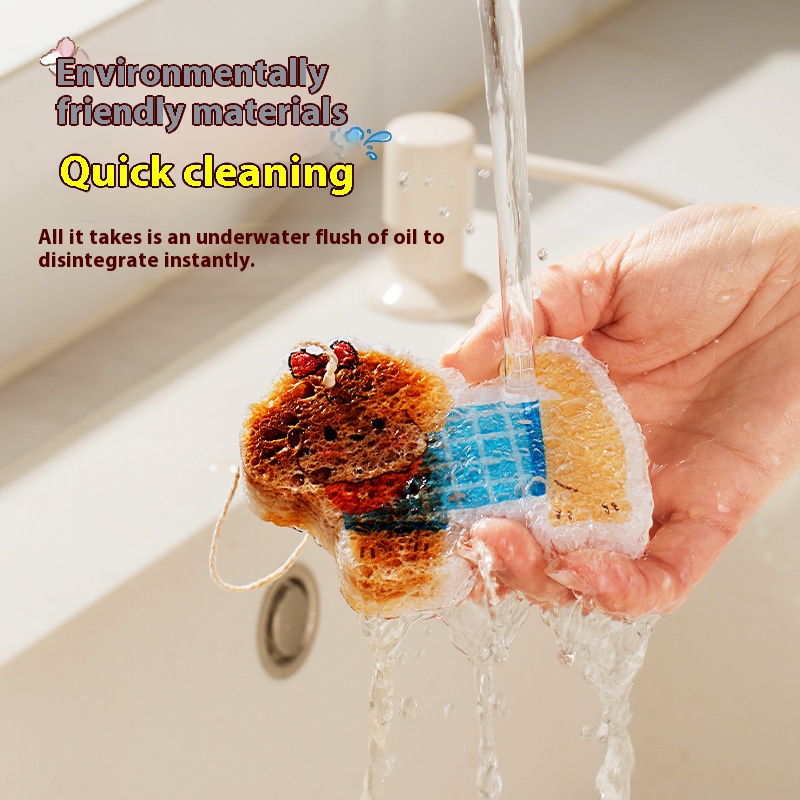 Environmentally
friendly materials
Quick cleaning
All it takes is an underwater flush of oil to
disintegrate instantly.